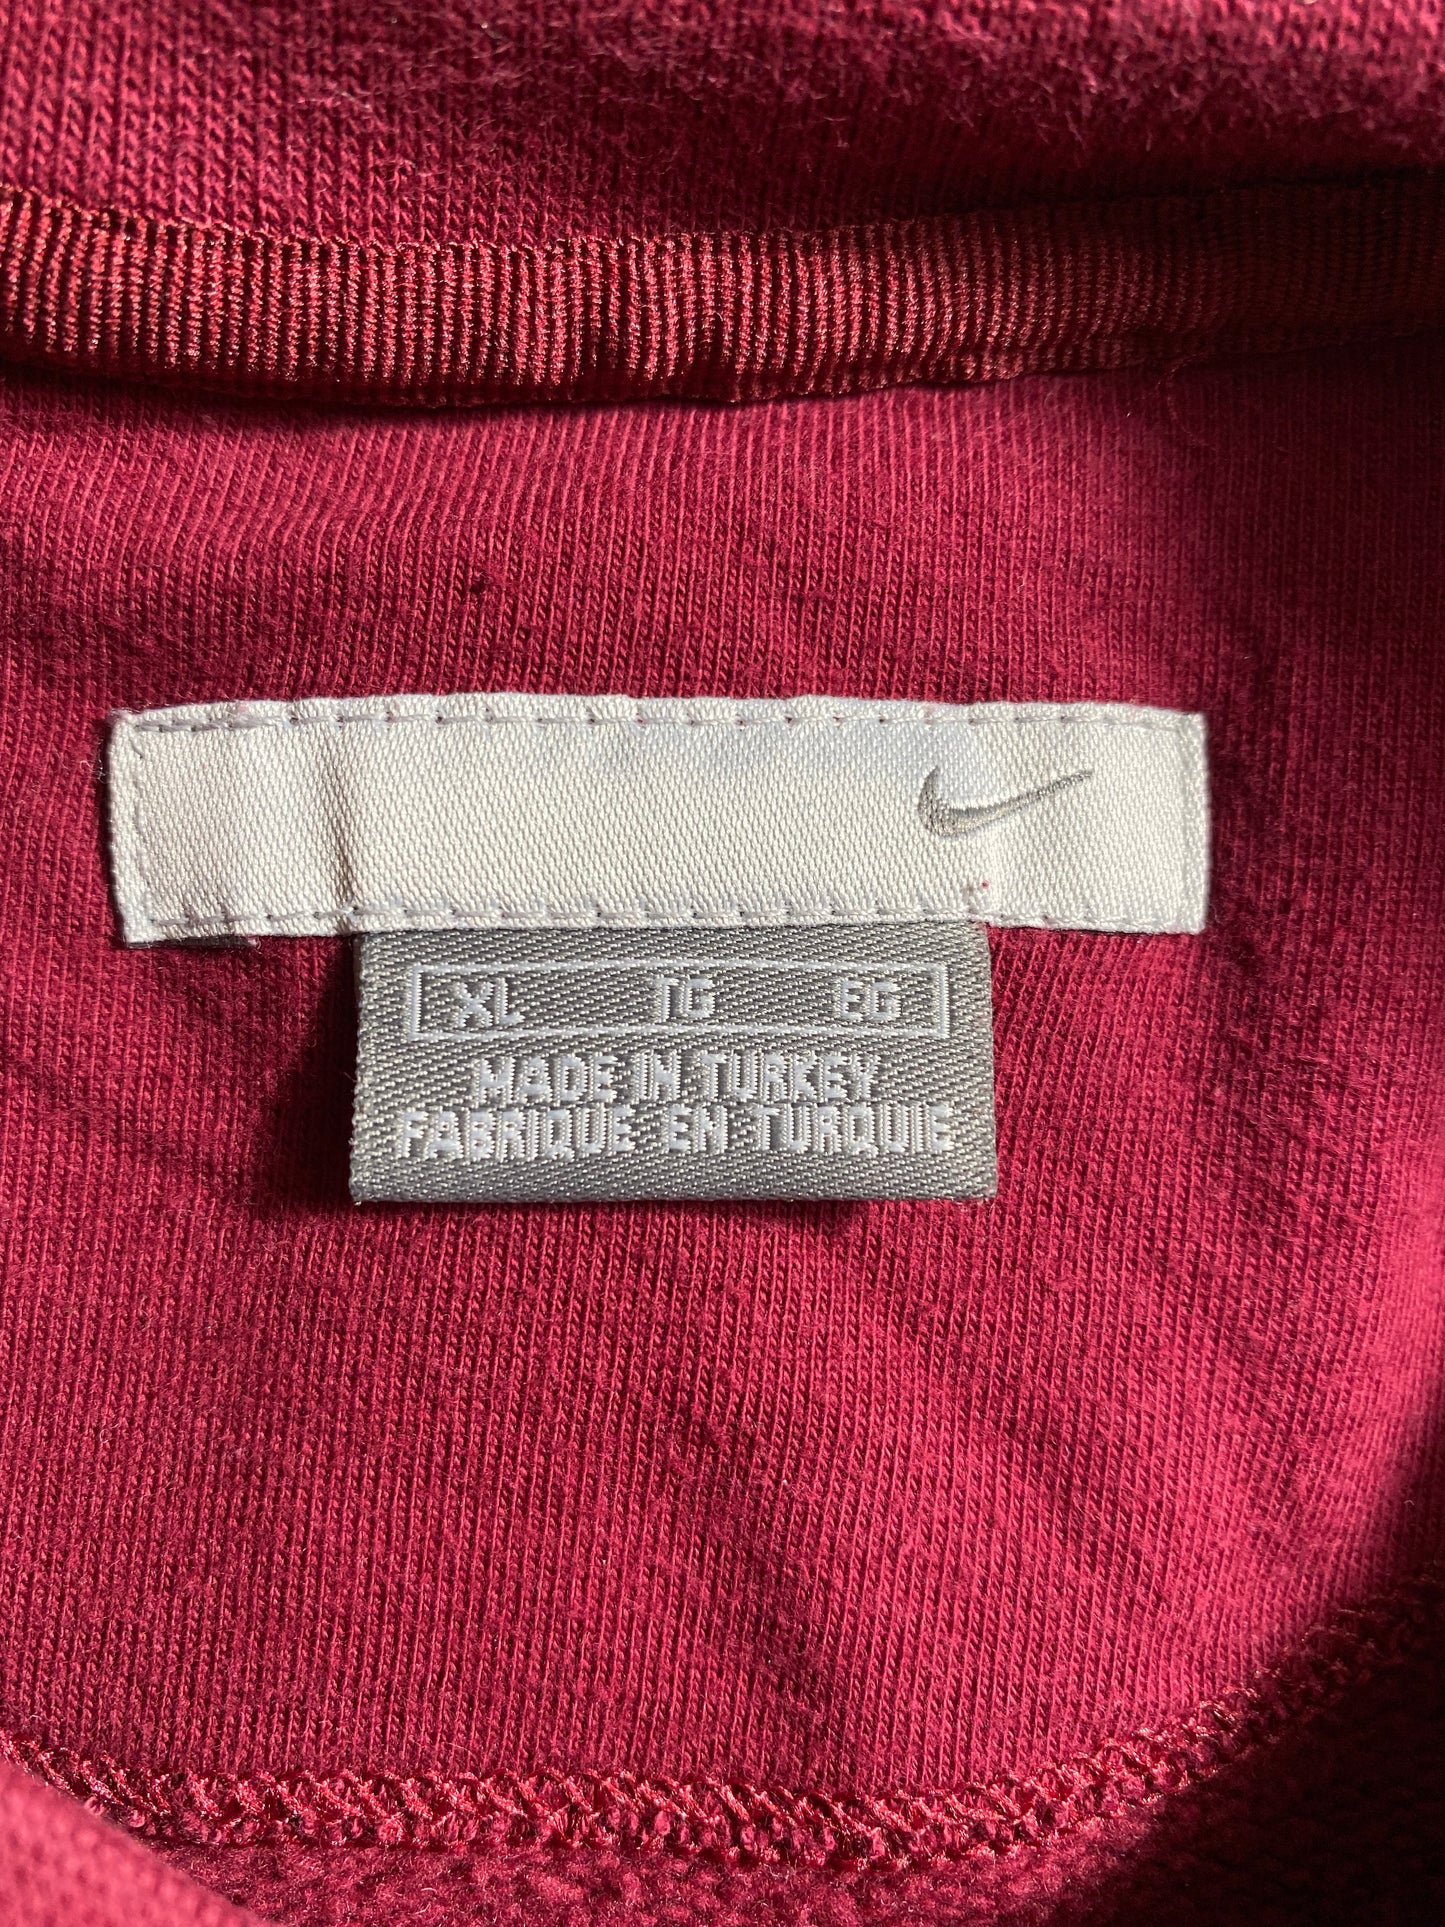 XL TG EG
MADE IN TURKEY
FABRIQUE EN TURQUIE